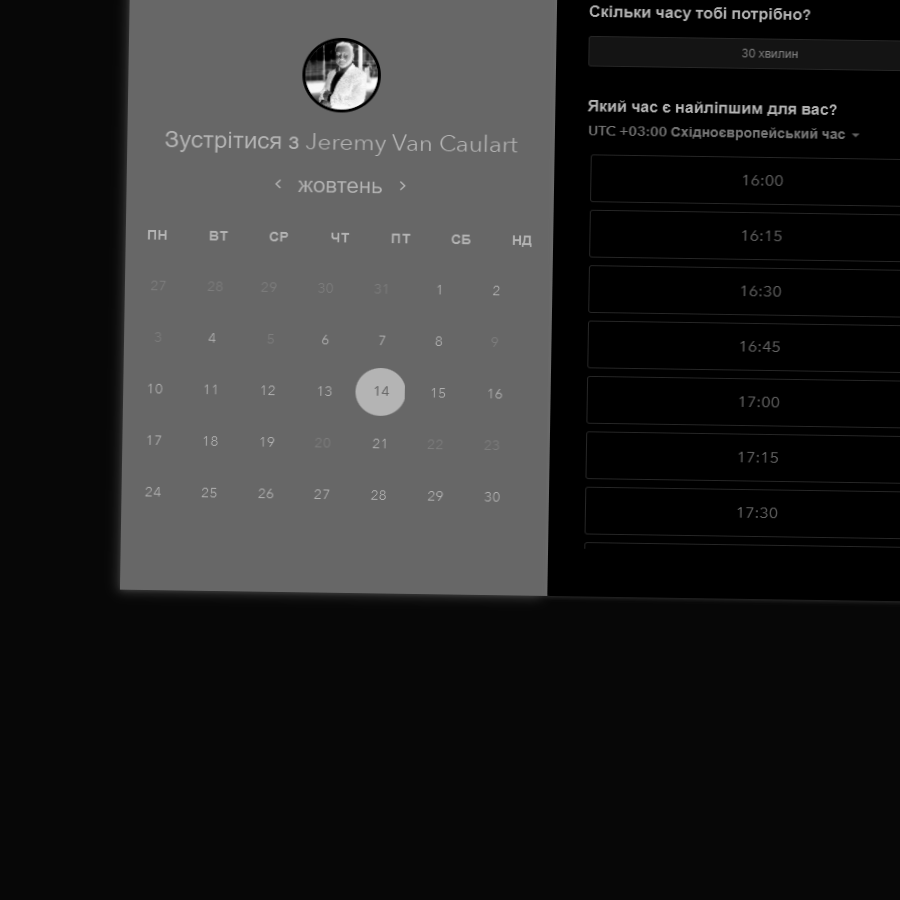 Зустрітися з Jeremy Van Caulart
жовтень
ПН ВТ СР ЧТ ПТ СБ НД
27 28 29 30 31 1 2
3 4 5 6 7 8 9
10 11 12 13 14 15 16
17 18 19 20 21 22 23
24 25 26 27 28 29 30
Скільки часу тобі потрібно?
30 хвилин
Який час є найліпшим для вас?
UTC +03:00 Східноєвропейський час
16:00
16:15
16:30
16:45
17:00
17:15
17:30